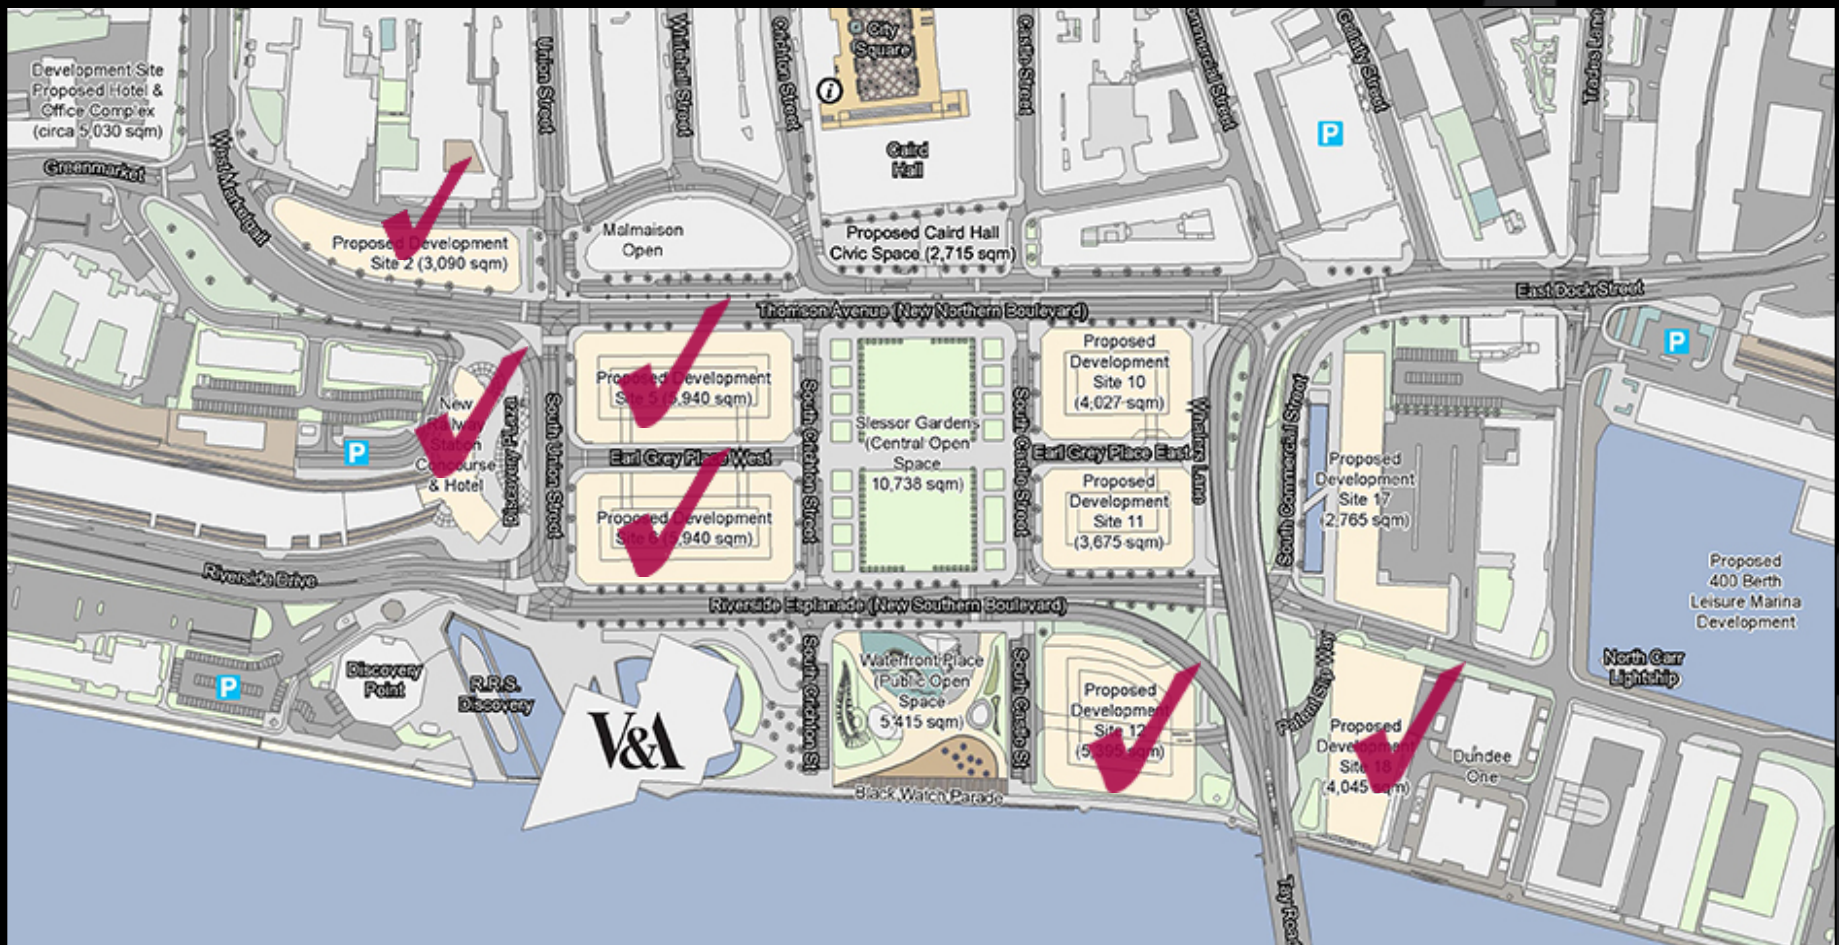 City
Square
Union Street
Whitehall Street
Crichton Street
Castle Street
Commercial Street
Gellatly Street
Trades Lane
Development Site
Proposed Hotel &
Office Complex
(circa 5,030 sqm)
P
i
Greenmarket
West Marketgait
Caird
Hall
Proposed Development
Site 2 (3,090 sqm)
Malmaison
Open
Proposed Caird Hall
Civic Space (2,715 sqm)
East Dock Street
Thomson Avenue (New Northern Boulevard)
P
Proposed Development
Site 5 (5,940 sqm)
Proposed
Development
Site 10
(4,027 sqm)
New
Railway
Station
Concourse
& Hotel
Discovery Plaza
South Union Street
South Crichton Street
Slessor Gardens
(Central Open
Space
10,738 sqm)
South Castle Street
P
Earl Grey Place West
Earl Grey Place East
South Commercial Street
Proposed
Development
Site 17
(2,765 sqm)
Proposed Development
Site 6 (5,940 sqm)
Proposed
Development
Site 11
(3,675 sqm)
Riverside Drive
Riverside Esplanade (New Southern Boulevard)
Proposed
400 Berth
Leisure Marina
Development
North Carr
Lightship
P
Discovery
Point
R.R.S.
Discovery
V&A
South Crichton St
Waterfront Place
(Public Open
Space
5,415 sqm)
South Castle St
Proposed
Development
Site 12
(5,395 sqm)
Patent Slip Way
Proposed
Development
Site 18
(4,045 sqm)
Dundee
One
Black Watch Parade
Tay Road